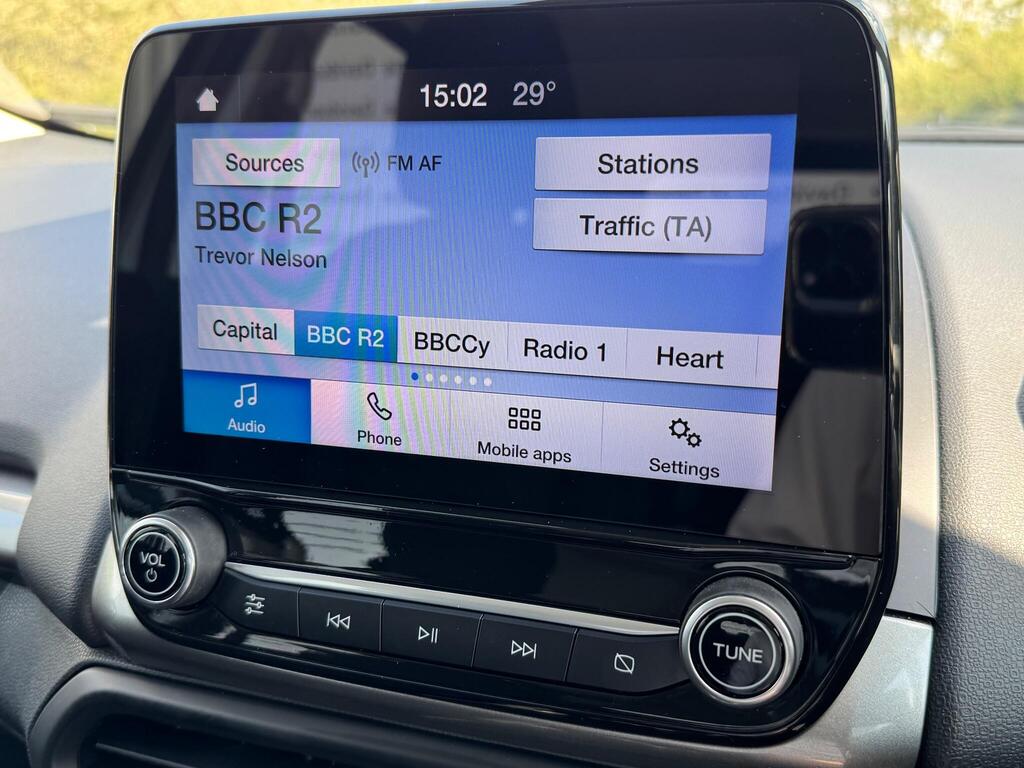 15:02 29°
Sources FM AF Stations
BBC R2 Traffic (TA)
Trevor Nelson
Capital BBC R2 BBCCy Radio 1 Heart
Audio Phone Mobile apps Settings
VOL
TUNE